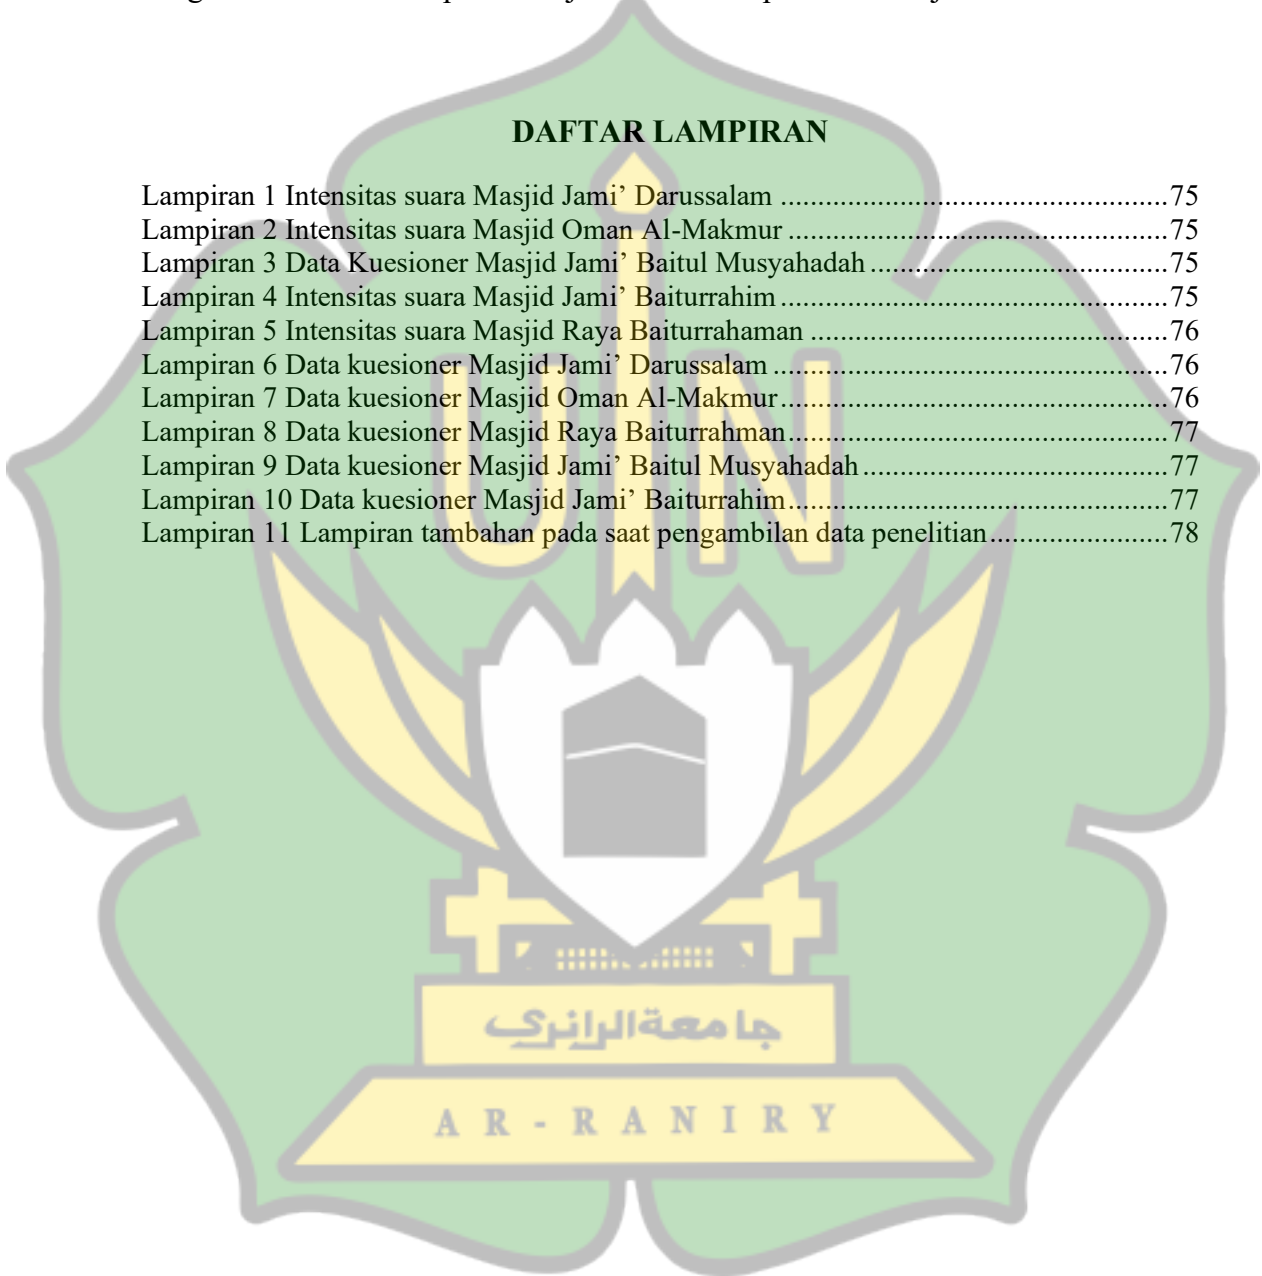 DAFTAR LAMPIRAN
Lampiran 1 Intensitas suara Masjid Jami’ Darussalam ....................................................75
Lampiran 2 Intensitas suara Masjid Oman Al-Makmur ...................................................75
Lampiran 3 Data Kuesioner Masjid Jami’ Baitul Musyahadah ........................................75
Lampiran 4 Intensitas suara Masjid Jami’ Baiturrahim ....................................................75
Lampiran 5 Intensitas suara Masjid Raya Baiturrahaman ................................................76
Lampiran 6 Data kuesioner Masjid Jami’ Darussalam .....................................................76
Lampiran 7 Data kuesioner Masjid Oman Al-Makmur....................................................76
Lampiran 8 Data kuesioner Masjid Raya Baiturrahman...................................................77
Lampiran 9 Data kuesioner Masjid Jami’ Baitul Musyahadah .........................................77
Lampiran 10 Data kuesioner Masjid Jami’ Baiturrahim...................................................77
Lampiran 11 Lampiran tambahan pada saat pengambilan data penelitian........................78
UIN
جامعةالرانري
AR-RANIRY